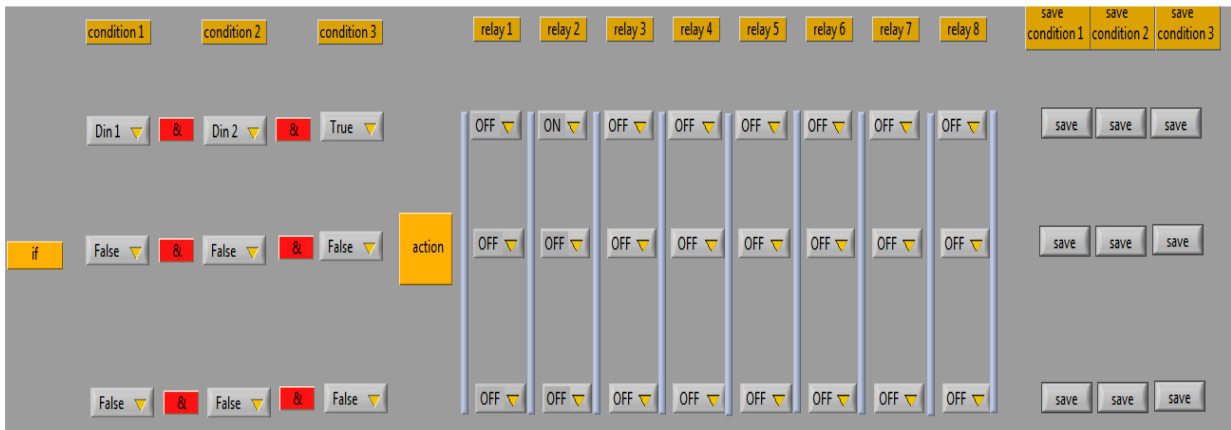 condition 1 condition 2 condition 3 relay 1 relay 2 relay 3 relay 4 relay 5 relay 6 relay 7 relay 8 save condition 1 save condition 2 save condition 3
Din 1 & Din 2 & True OFF ON OFF OFF OFF OFF OFF OFF save save save
if False & False & False action OFF OFF OFF OFF OFF OFF OFF OFF save save save
False & False & False OFF OFF OFF OFF OFF OFF OFF OFF save save save